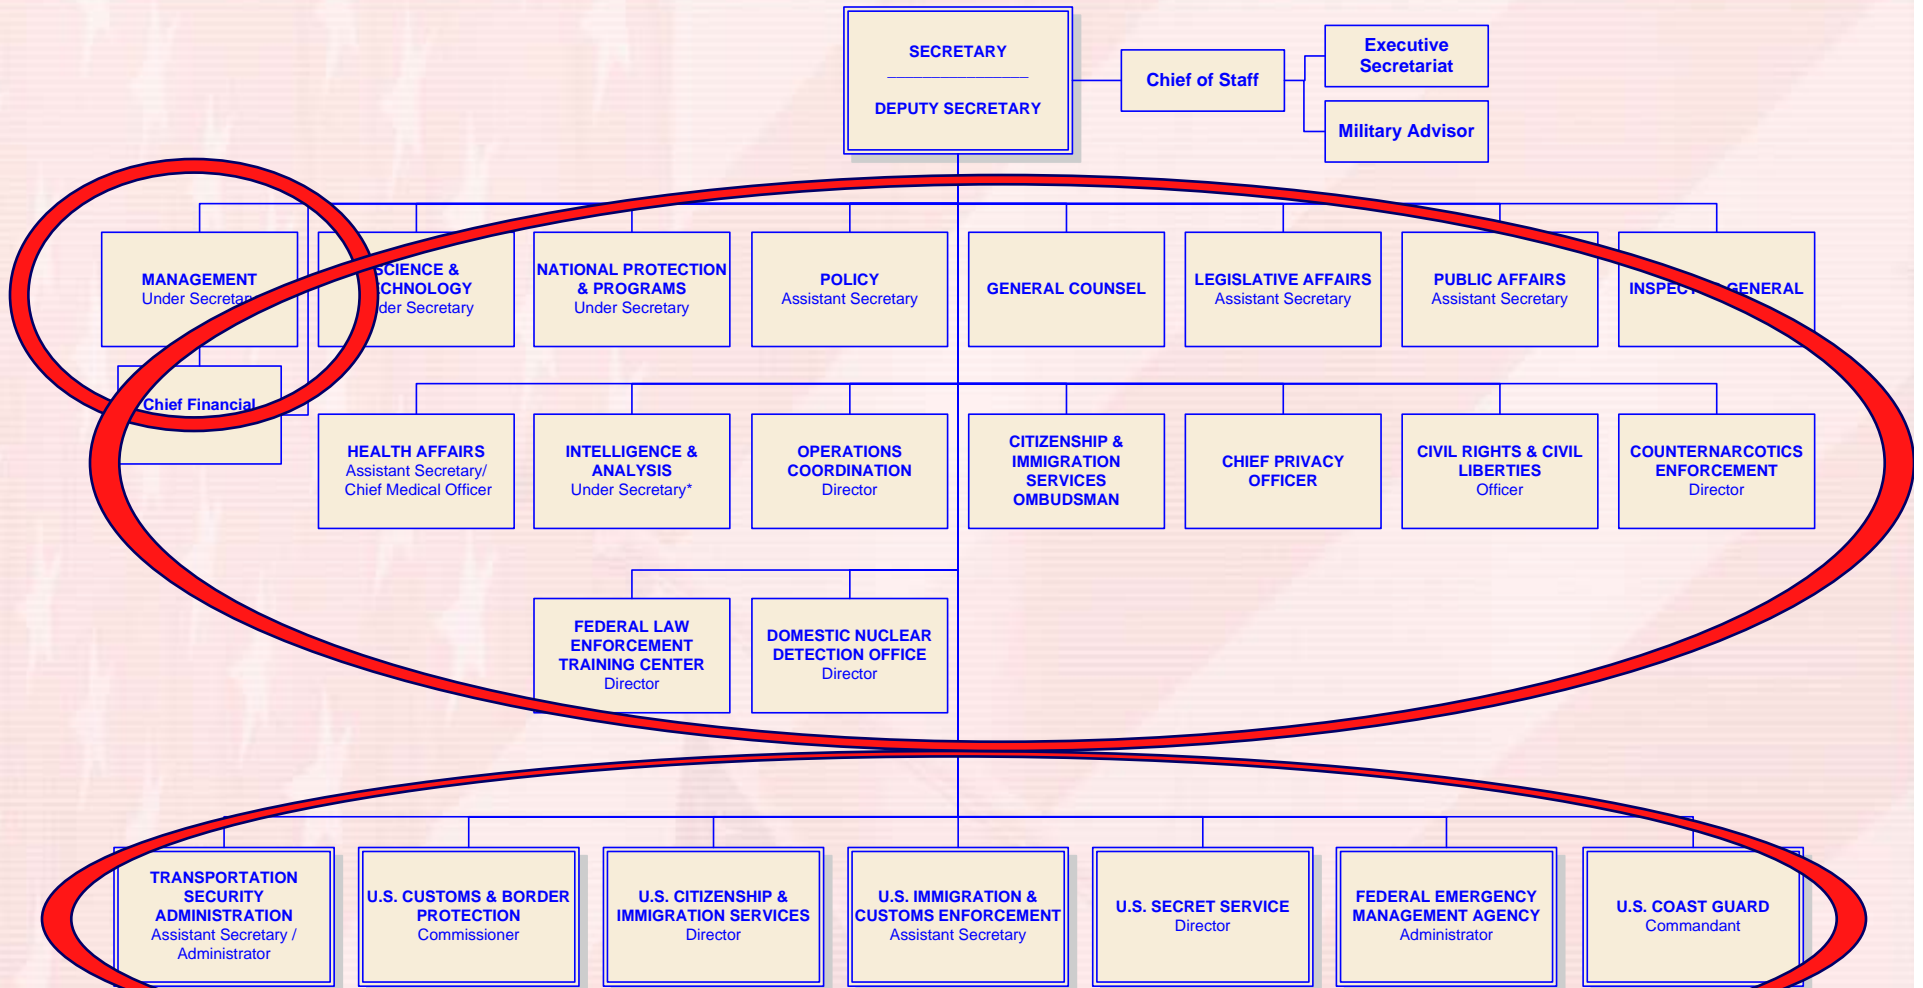 SECRETARY
DEPUTY SECRETARY
Chief of Staff
Executive
Secretariat
Military Advisor
MANAGEMENT
Under
SCIENCE &
Secretary
NATIONAL PROTECTION
& PROGRAMS
Under Secretary
POLICY
Assistant Secretary
GENERAL COUNSEL
LEGISLATIVE AFFAIRS
Assistant Secretary
PUBLIC AFFAIRS
Assistant Secretary
GENERAL
Chief Financial
HEALTH AFFAIRS
Assistant Secretary/
Chief Medical Officer
INTELLIGENCE &
ANALYSIS
Under Secretary*
OPERATIONS
COORDINATION
Director
CITIZENSHIP &
IMMIGRATION
SERVICES
OMBUDSMAN
CHIEF PRIVACY
OFFICER
CIVIL RIGHTS & CIVIL
LIBERTIES
Officer
COUNTERNARCOTICS
ENFORCEMENT
Director
FEDERAL LAW
ENFORCEMENT
TRAINING CENTER
Director
DOMESTIC NUCLEAR
DETECTION OFFICE
Director
TRANSPORTATION
SECURITY
ADMINISTRATION
Assistant Secretary /
Administrator
U.S. CUSTOMS & BORDER
PROTECTION
Commissioner
U.S. CITIZENSHIP &
IMMIGRATION SERVICES
Director
U.S. IMMIGRATION &
CUSTOMS ENFORCEMENT
Assistant Secretary
U.S. SECRET SERVICE
Director
FEDERAL EMERGENCY
MANAGEMENT AGENCY
Administrator
U.S. COAST GUARD
Commandant